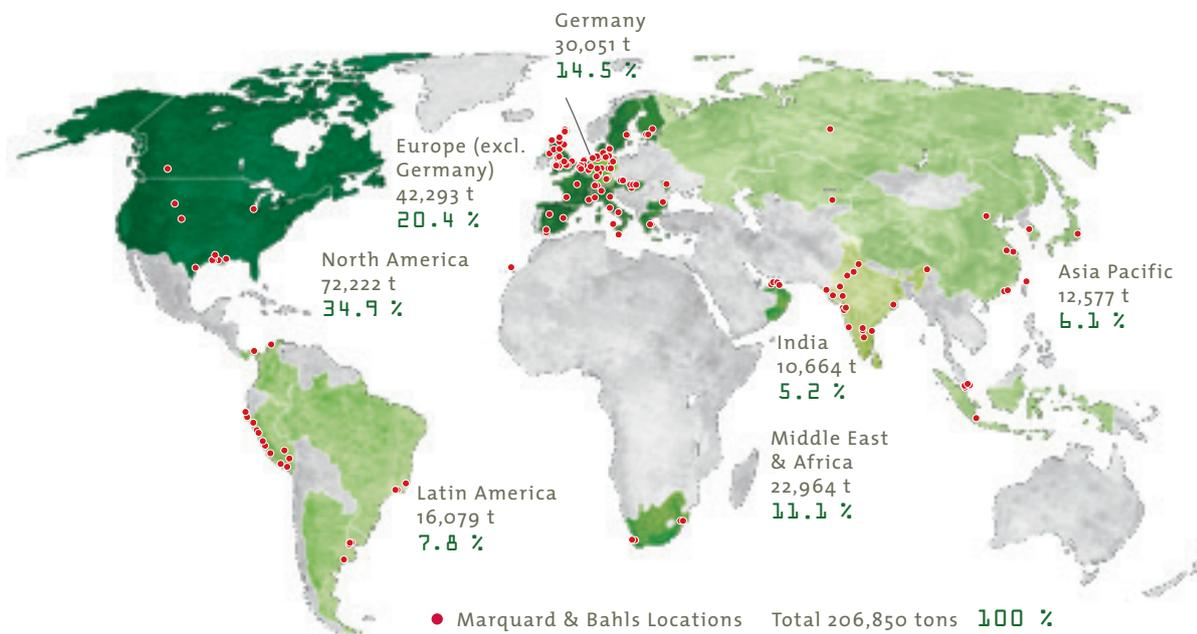 Germany
30,051 t
14.5 %
Europe (excl.
Germany)
42,293 t
20.4 %
North America
72,222 t
34.9 %
Asia Pacific
12,577 t
6.1 %
India
10,664 t
5.2 %
Middle East
& Africa
22,964 t
11.1 %
Latin America
16,079 t
7.8 %
Marquard & Bahls Locations Total 206,850 tons 100 %